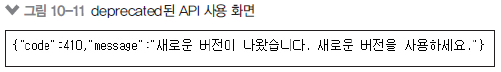 그림 10-11 deprecated된 API 사용 화면
{"code":410,"message":"새로운 버전이 나왔습니다. 새로운 버전을 사용하세요."}